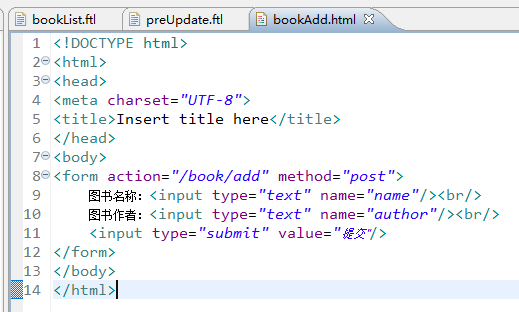 bookList.ftl preUpdate.ftl bookAdd.html
1 <!DOCTYPE html>
2 <html>
3 <head>
4 <meta charset="UTF-8">
5 <title>Insert title here</title>
6 </head>
7 <body>
8 <form action="/book/add" method="post">
9 图书名称：<input type="text" name="name"/><br/>
10 图书作者：<input type="text" name="author"/><br/>
11 <input type="submit" value="提交"/>
12 </form>
13 </body>
14 </html>